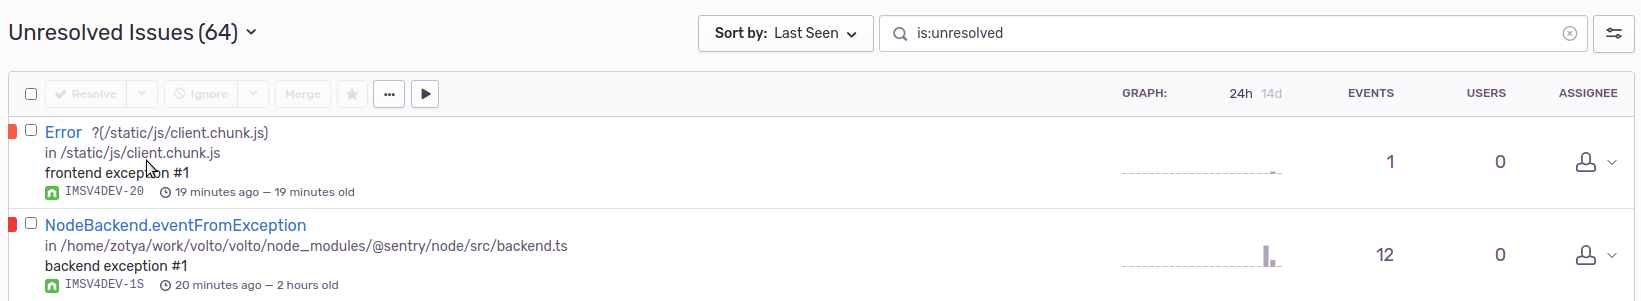 Unresolved Issues (64)
Sort by: Last Seen
is:unresolved
Resolve
Ignore
Merge
GRAPH:
24h
14d
EVENTS
USERS
ASSIGNEE
Error ?(/static/js/client.chunk.js)
in /static/js/client.chunk.js
frontend exception #1
IMSV4DEV-20
19 minutes ago — 19 minutes old
1
0
NodeBackend.eventFromException
in /home/zotya/work/volto/volto/node_modules/@sentry/node/src/backend.ts
backend exception #1
IMSV4DEV-1S
20 minutes ago — 2 hours old
12
0